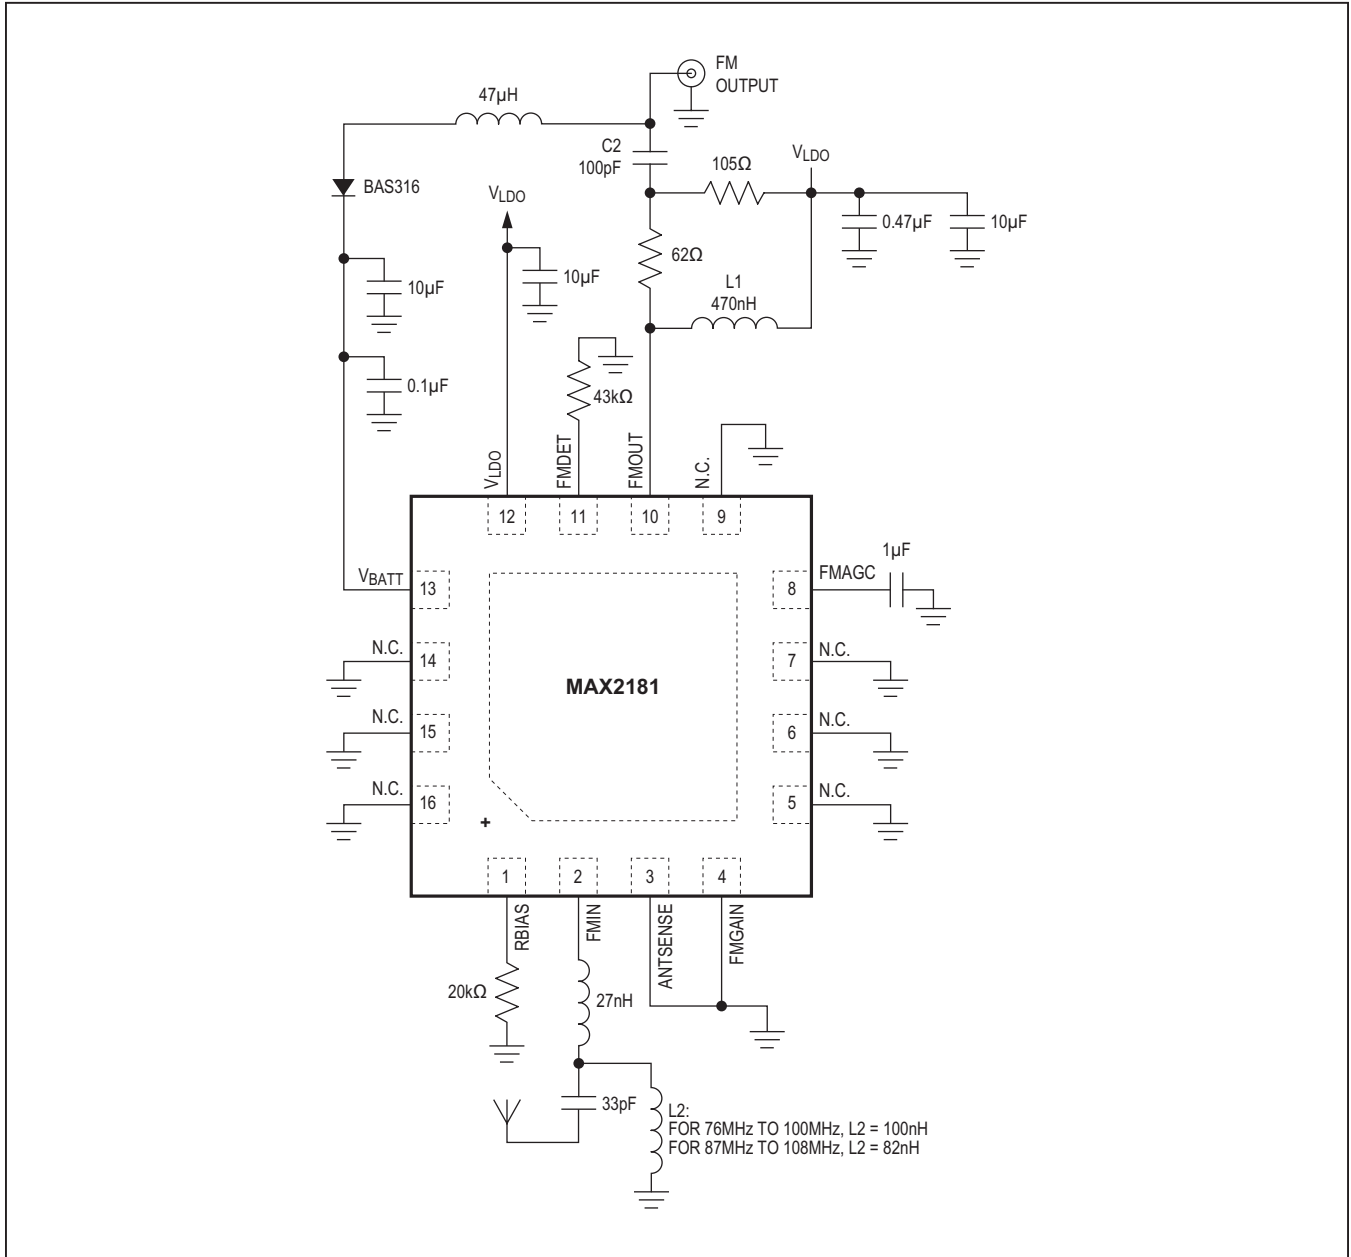 FM
OUTPUT
47µH
C2
100pF
105Ω
VLDO
BAS316
VLDO
0.47µF
10µF
62Ω
10µF
10µF
L1
470nH
0.1µF
43kΩ
VLDO
FMDET
FMOUT
N.C.
12
11
10
9
1µF
VBATT
13
8
FMAGC
N.C.
14
7
N.C.
MAX2181
N.C.
15
6
N.C.
N.C.
16
5
N.C.
+
1
2
3
4
RBIAS
FMIN
ANTSENSE
FMGAIN
20kΩ
27nH
33pF
L2:
FOR 76MHz TO 100MHz, L2 = 100nH
FOR 87MHz TO 108MHz, L2 = 82nH